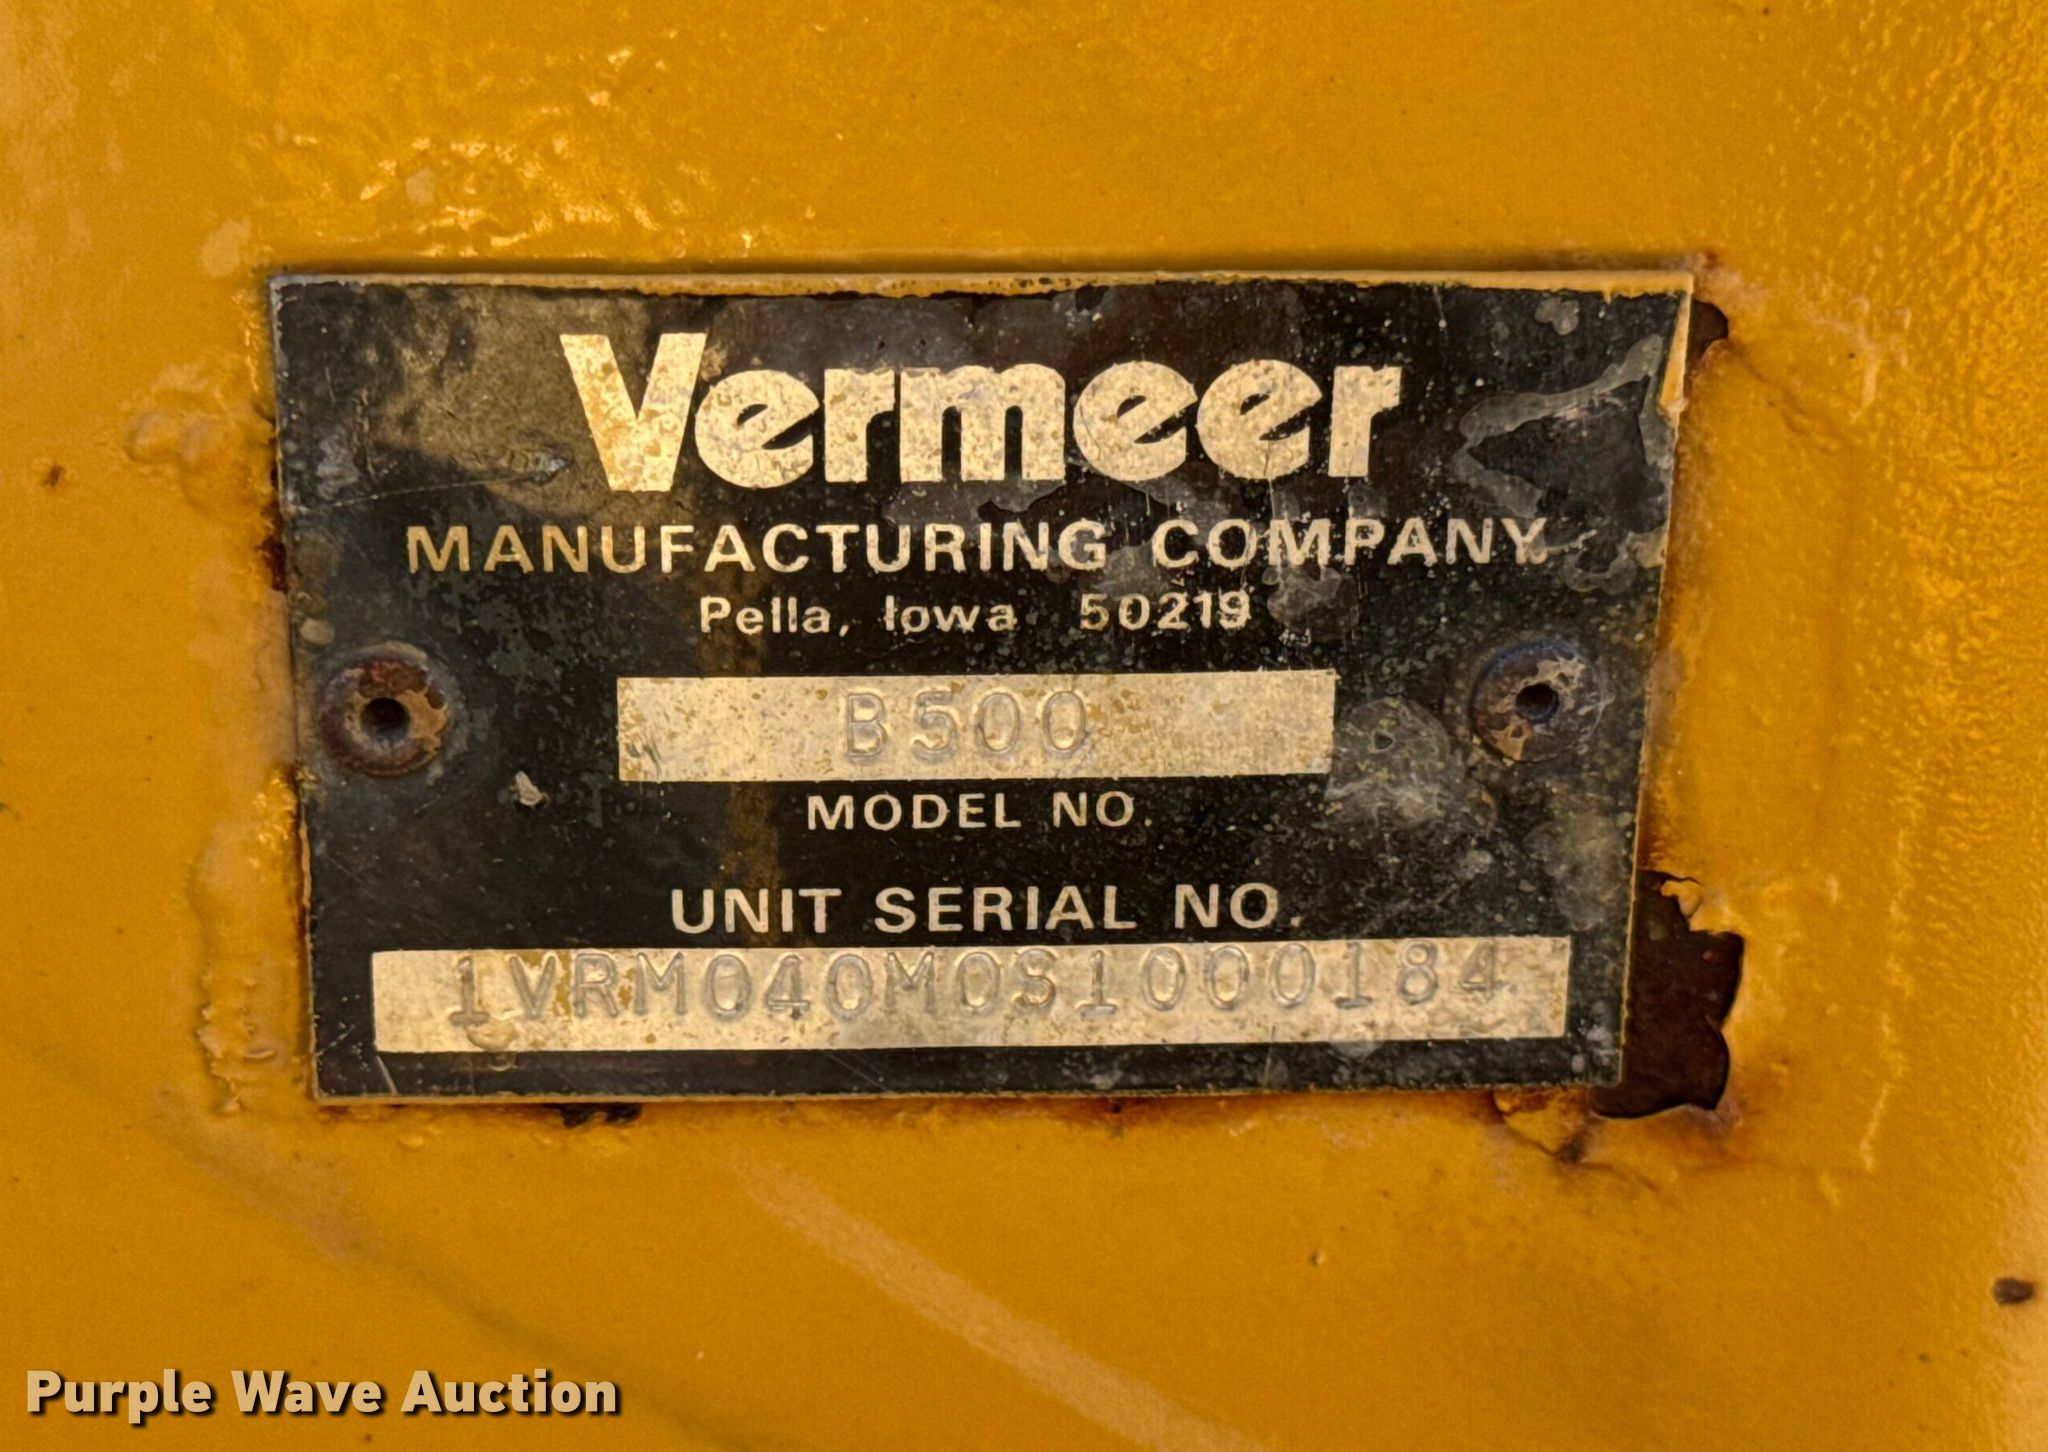 Vermeer
MANUFACTURING COMPANY
Pella, Iowa 50219
B500
MODEL NO.
UNIT SERIAL NO.
1VRM040M0S1000184
Purple Wave Auction